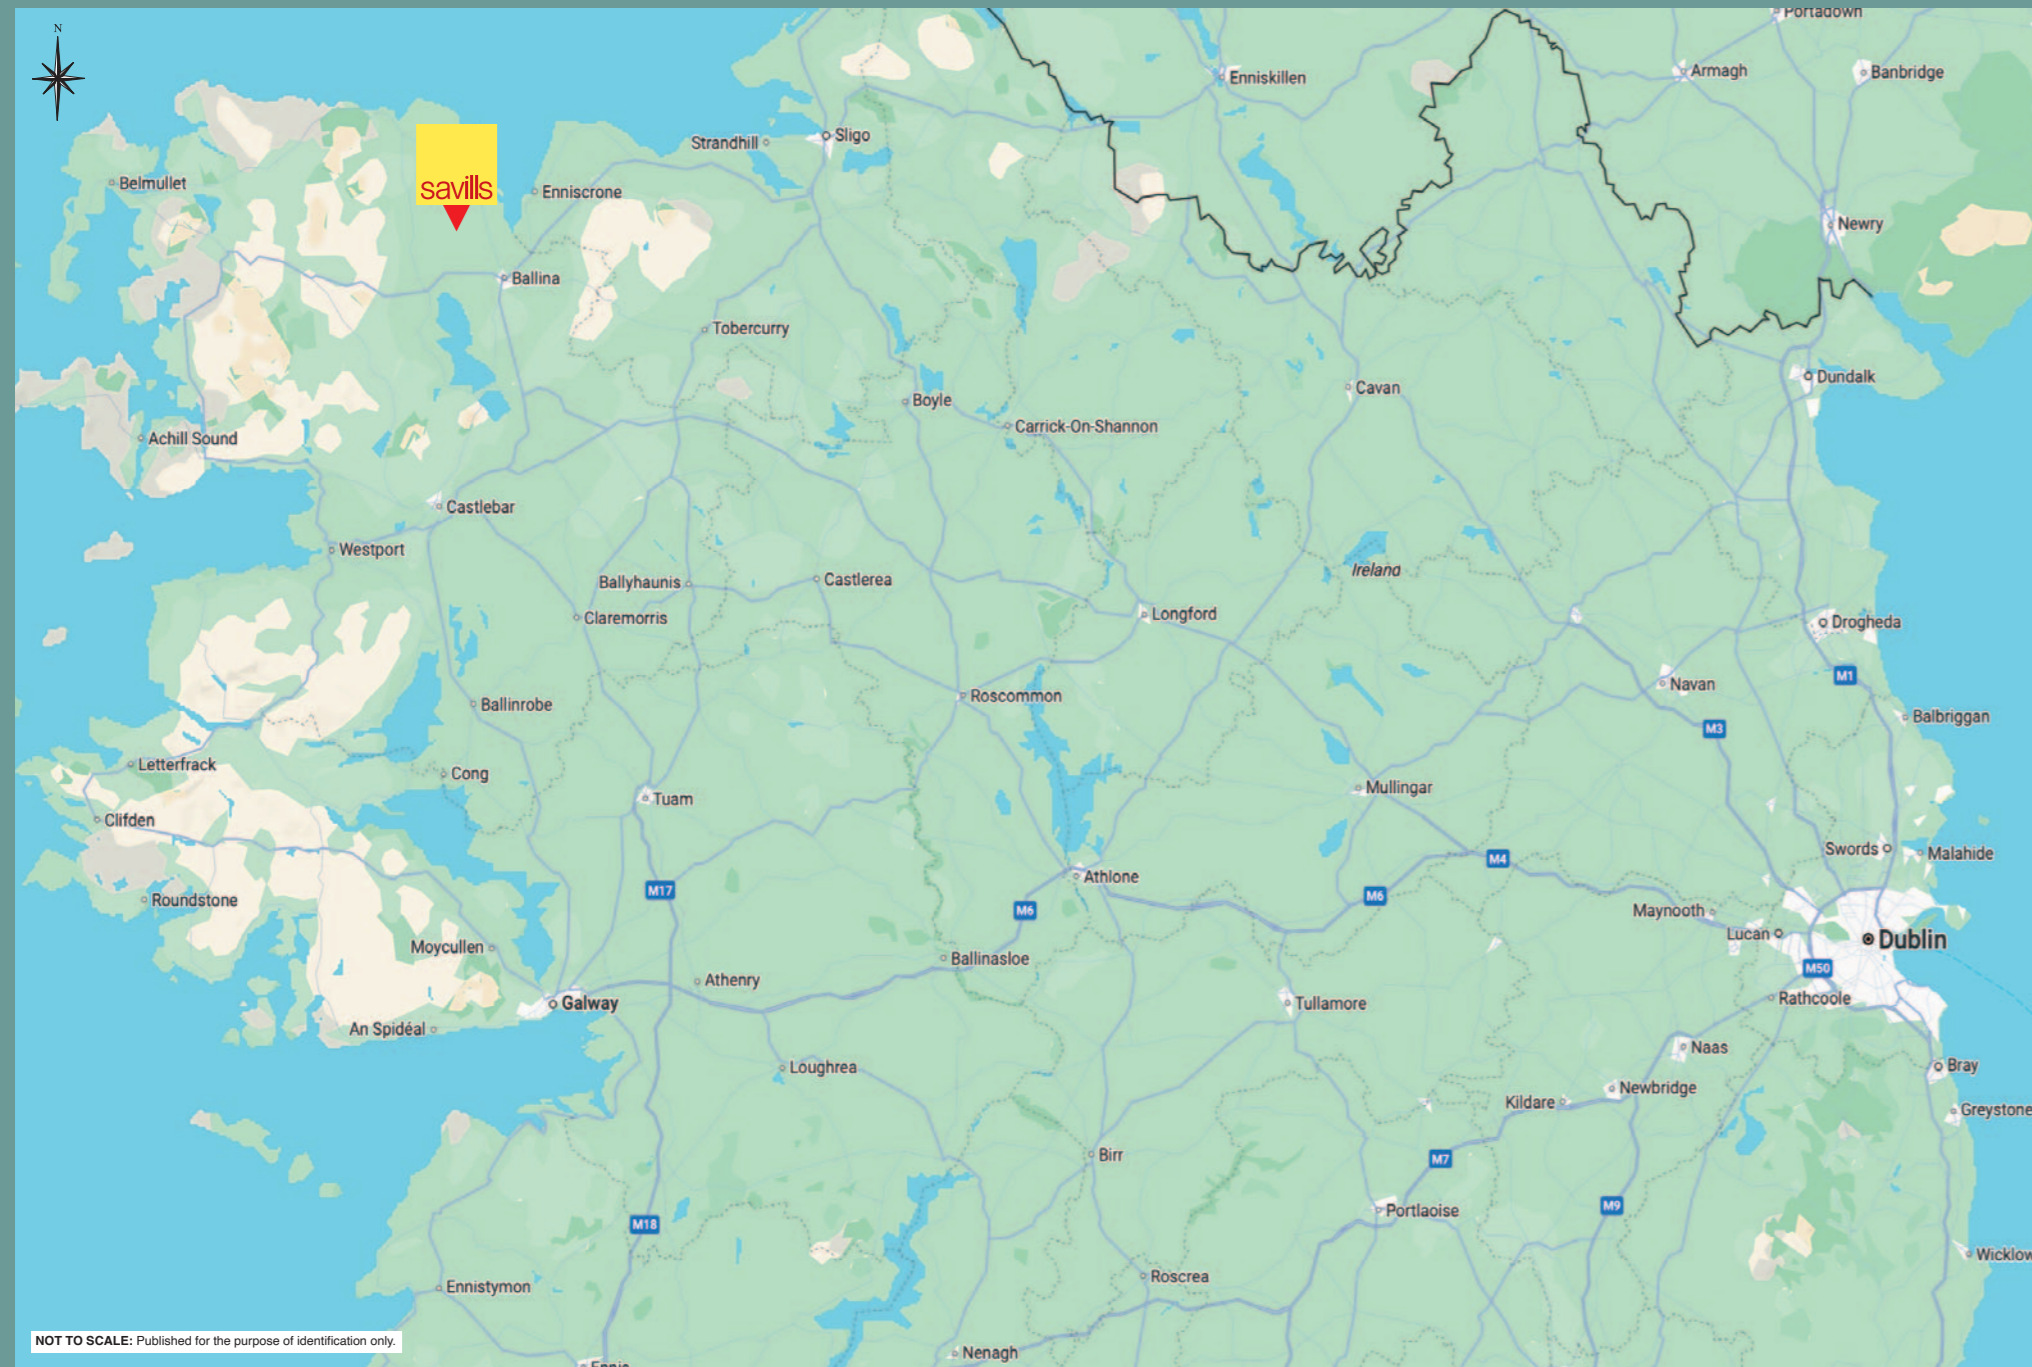 N
Portadown
Enniskillen
Armagh
Banbridge
Strandhill
Sligo
Belmullet
savills
Enniscrone
Newry
Ballina
Tobercurry
Dundalk
Cavan
Boyle
Carrick-On-Shannon
Achill Sound
Castlebar
Westport
Ireland
Ballyhaunis
Castlerea
Claremorris
Longford
Drogheda
M1
Navan
Roscommon
Ballinrobe
Balbriggan
M3
Letterfrack
Cong
Mullingar
Tuam
Clifden
Swords
Malahide
M4
Athlone
M17
M6
M6
Roundstone
Maynooth
Lucan
Dublin
Moycullen
Ballinasloe
M50
Athenry
Rathcoole
Galway
Tullamore
An Spidéal
Naas
Loughrea
Bray
Newbridge
Kildare
Greystone
Birr
M7
M9
Portlaoise
M18
Wicklow
Roscrea
Ennistymon
NOT TO SCALE: Published for the purpose of identification only.
Nenagh
Ennis